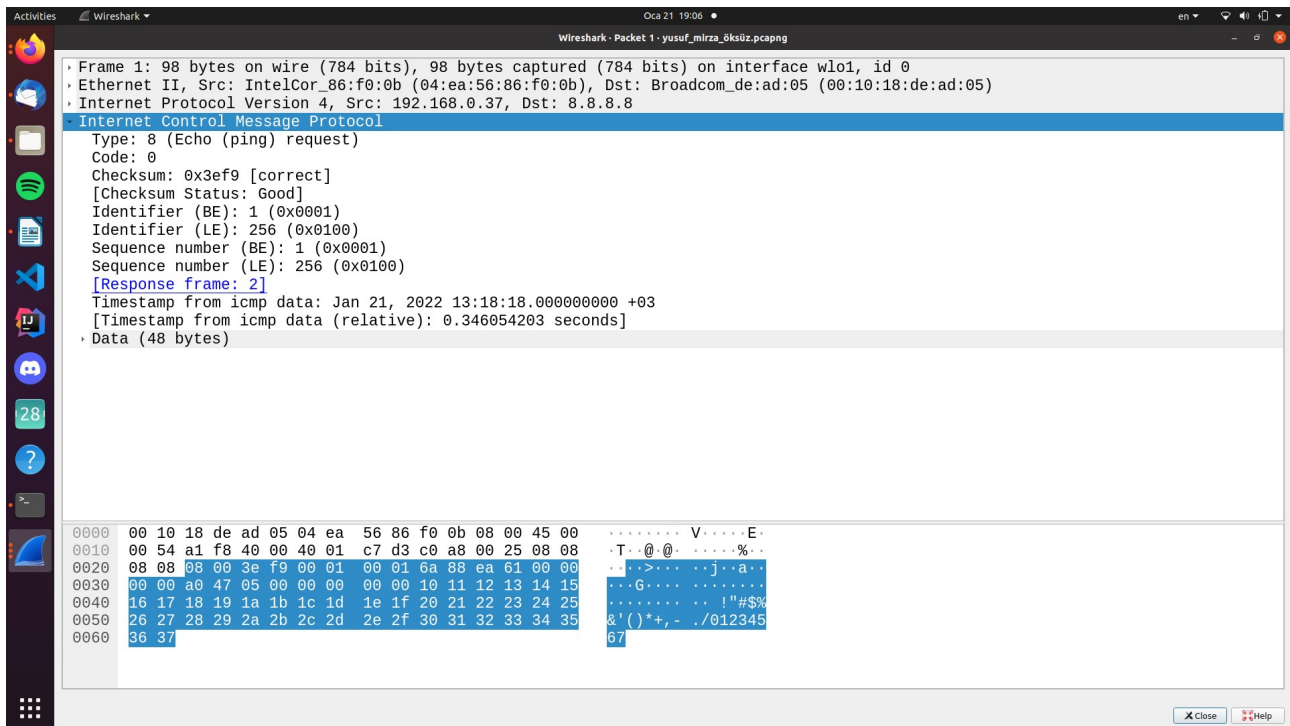 Activities Wireshark Oca 21 19:06 en
Wireshark · Packet 1 · yusuf_mirza_öksüz.pcapng
Frame 1: 98 bytes on wire (784 bits), 98 bytes captured (784 bits) on interface wlo1, id 0
Ethernet II, Src: IntelCor_86:f0:0b (04:ea:56:86:f0:0b), Dst: Broadcom_de:ad:05 (00:10:18:de:ad:05)
Internet Protocol Version 4, Src: 192.168.0.37, Dst: 8.8.8.8
Internet Control Message Protocol
Type: 8 (Echo (ping) request)
Code: 0
Checksum: 0x3ef9 [correct]
[Checksum Status: Good]
Identifier (BE): 1 (0x0001)
Identifier (LE): 256 (0x0100)
Sequence number (BE): 1 (0x0001)
Sequence number (LE): 256 (0x0100)
[Response frame: 2]
Timestamp from icmp data: Jan 21, 2022 13:18:18.000000000 +03
[Timestamp from icmp data (relative): 0.346054203 seconds]
Data (48 bytes)
28
0000 00 10 18 de ad 05 04 ea 56 86 f0 0b 08 00 45 00 ········ V·····E·
0010 00 54 a1 f8 40 00 40 01 c7 d3 c0 a8 00 25 08 08 ·T··@·@· ·····%··
0020 08 08 08 00 3e f9 00 01 00 01 6a 88 ea 61 00 00 ····>··· ··j··a··
0030 00 00 a0 47 05 00 00 00 00 00 10 11 12 13 14 15 ···G···· ········
0040 16 17 18 19 1a 1b 1c 1d 1e 1f 20 21 22 23 24 25 ········ ·· !"#$%
0050 26 27 28 29 2a 2b 2c 2d 2e 2f 30 31 32 33 34 35 &'()*+,- ./012345
0060 36 37 67
Close Help